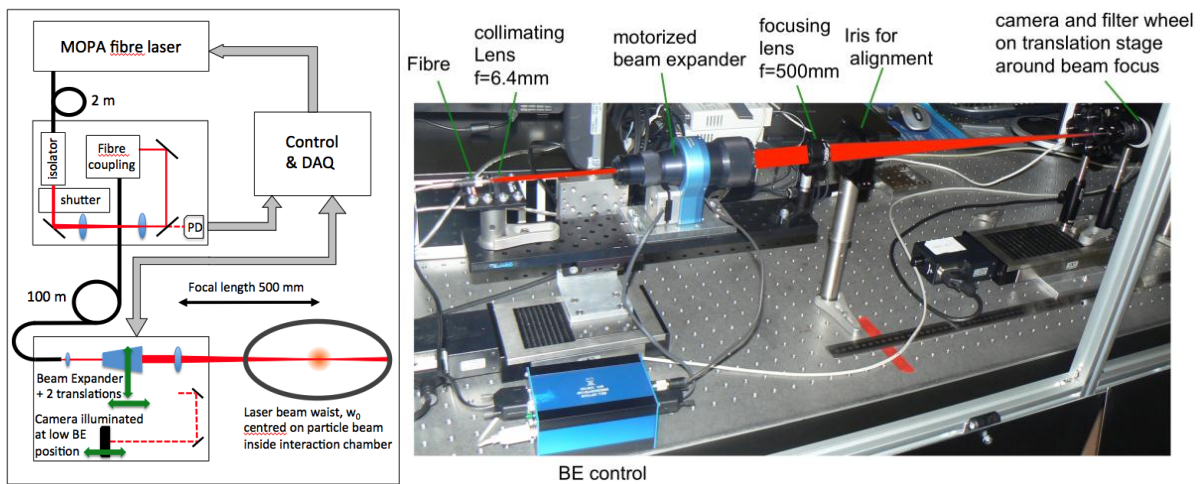 MOPA fibre laser
2 m
isolator
Fibre
coupling
shutter
PD
Control
& DAQ
100 m
Focal length 500 mm
Beam Expander
+ 2 translations
Camera illuminated
at low BE
position
Laser beam waist, w₀
centred on particle beam
inside interaction chamber
Fibre
collimating
Lens
f=6.4mm
motorized
beam expander
focusing
lens
f=500mm
Iris for
alignment
camera and filter wheel
on translation stage
around beam focus
BE control